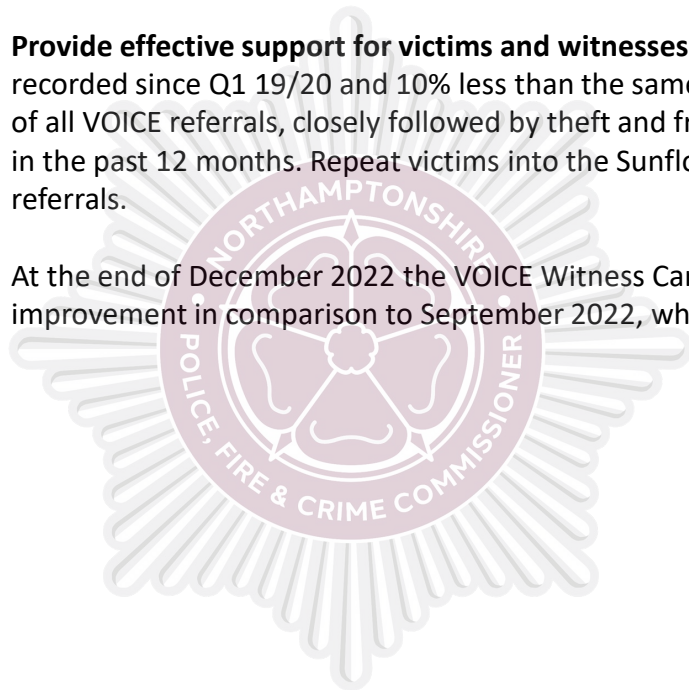 Provide effective support for victims and witnesses
recorded since Q1 19/20 and 10% less than the same
of all VOICE referrals, closely followed by theft and fr
in the past 12 months. Repeat victims into the Sunflo
referrals.
At the end of December 2022 the VOICE Witness Car
improvement in comparison to September 2022, wh
NORTHAMPTONSHIRE
POLICE, FIRE & CRIME COMMISSIONER